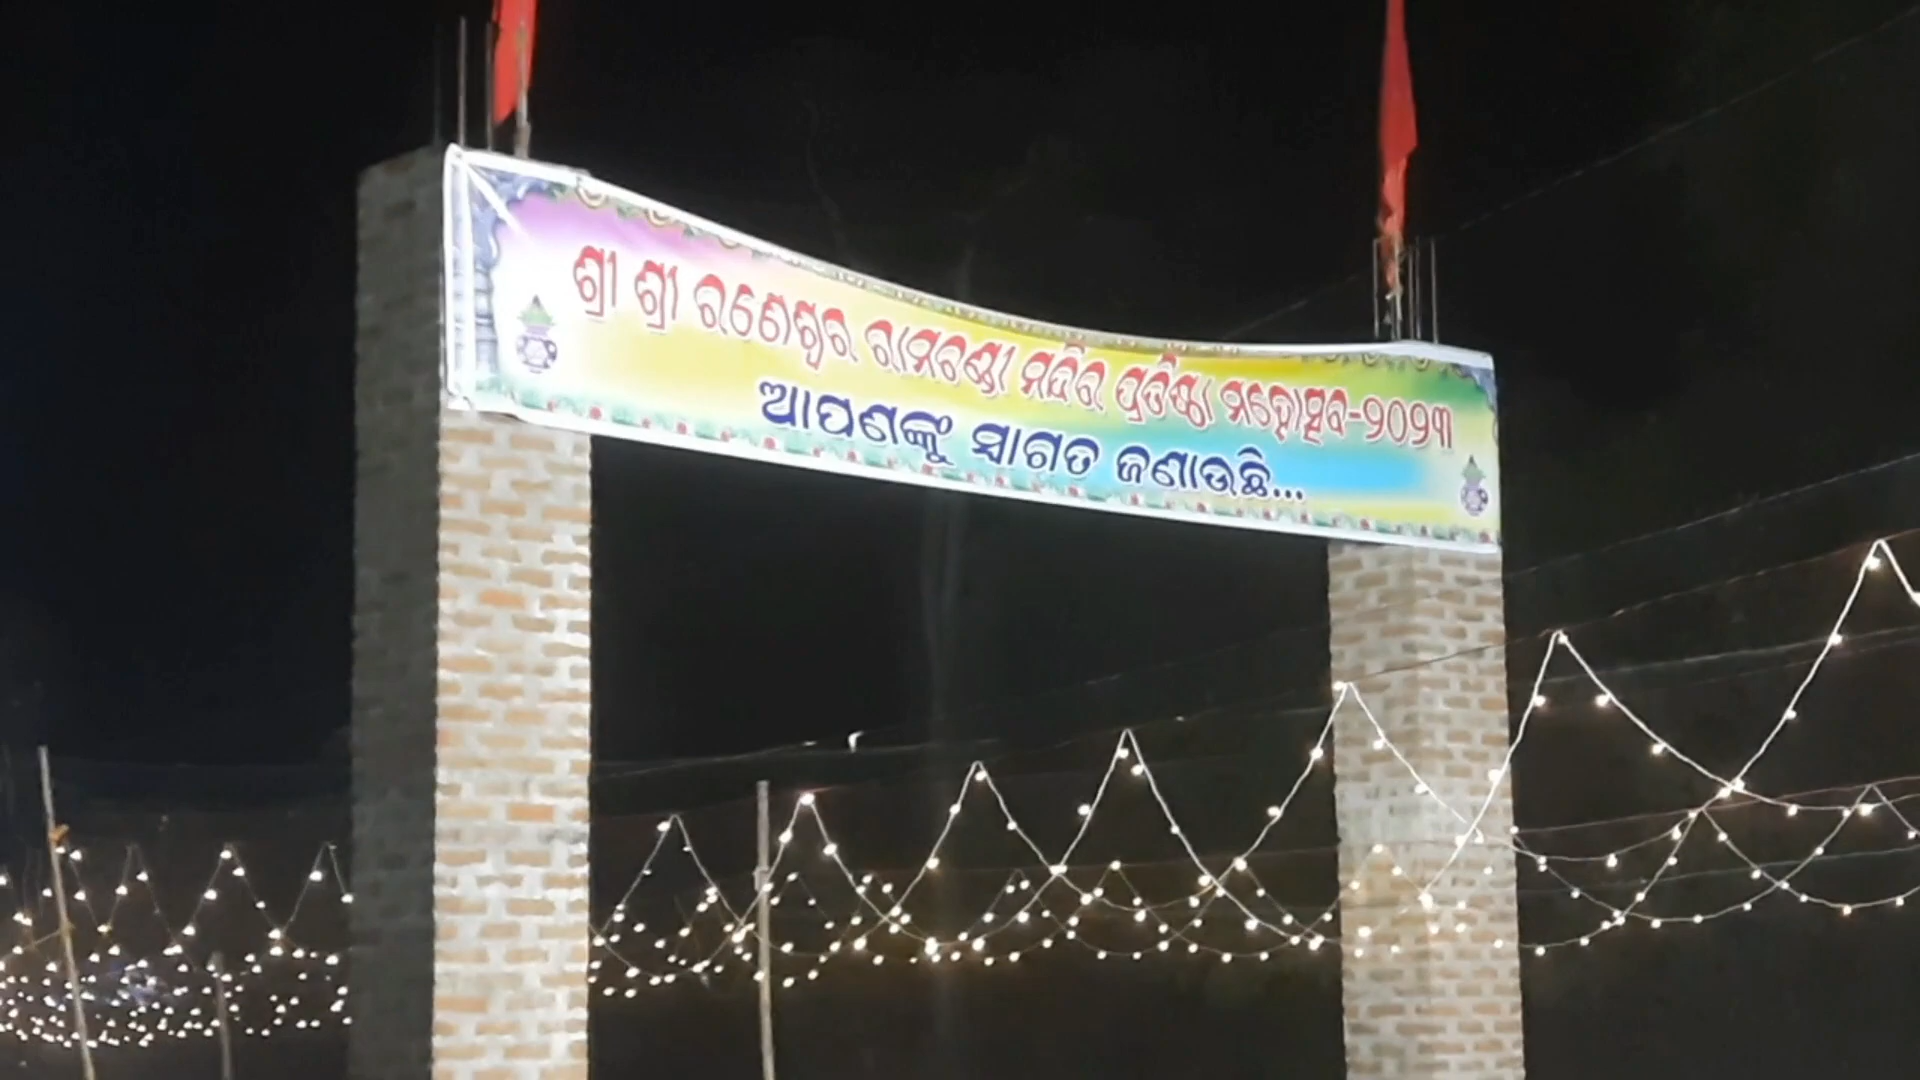 ଶ୍ରୀ ଶ୍ରୀ ରଣେଶ୍ୱର ରାମଚଣ୍ଡୀ ମନ୍ଦିର ପ୍ରତିଷ୍ଠା ମହୋତ୍ସବ-୨୦୨୩
ଆପଣଙ୍କୁ ସ୍ୱାଗତ ଜଣାଉଛି...